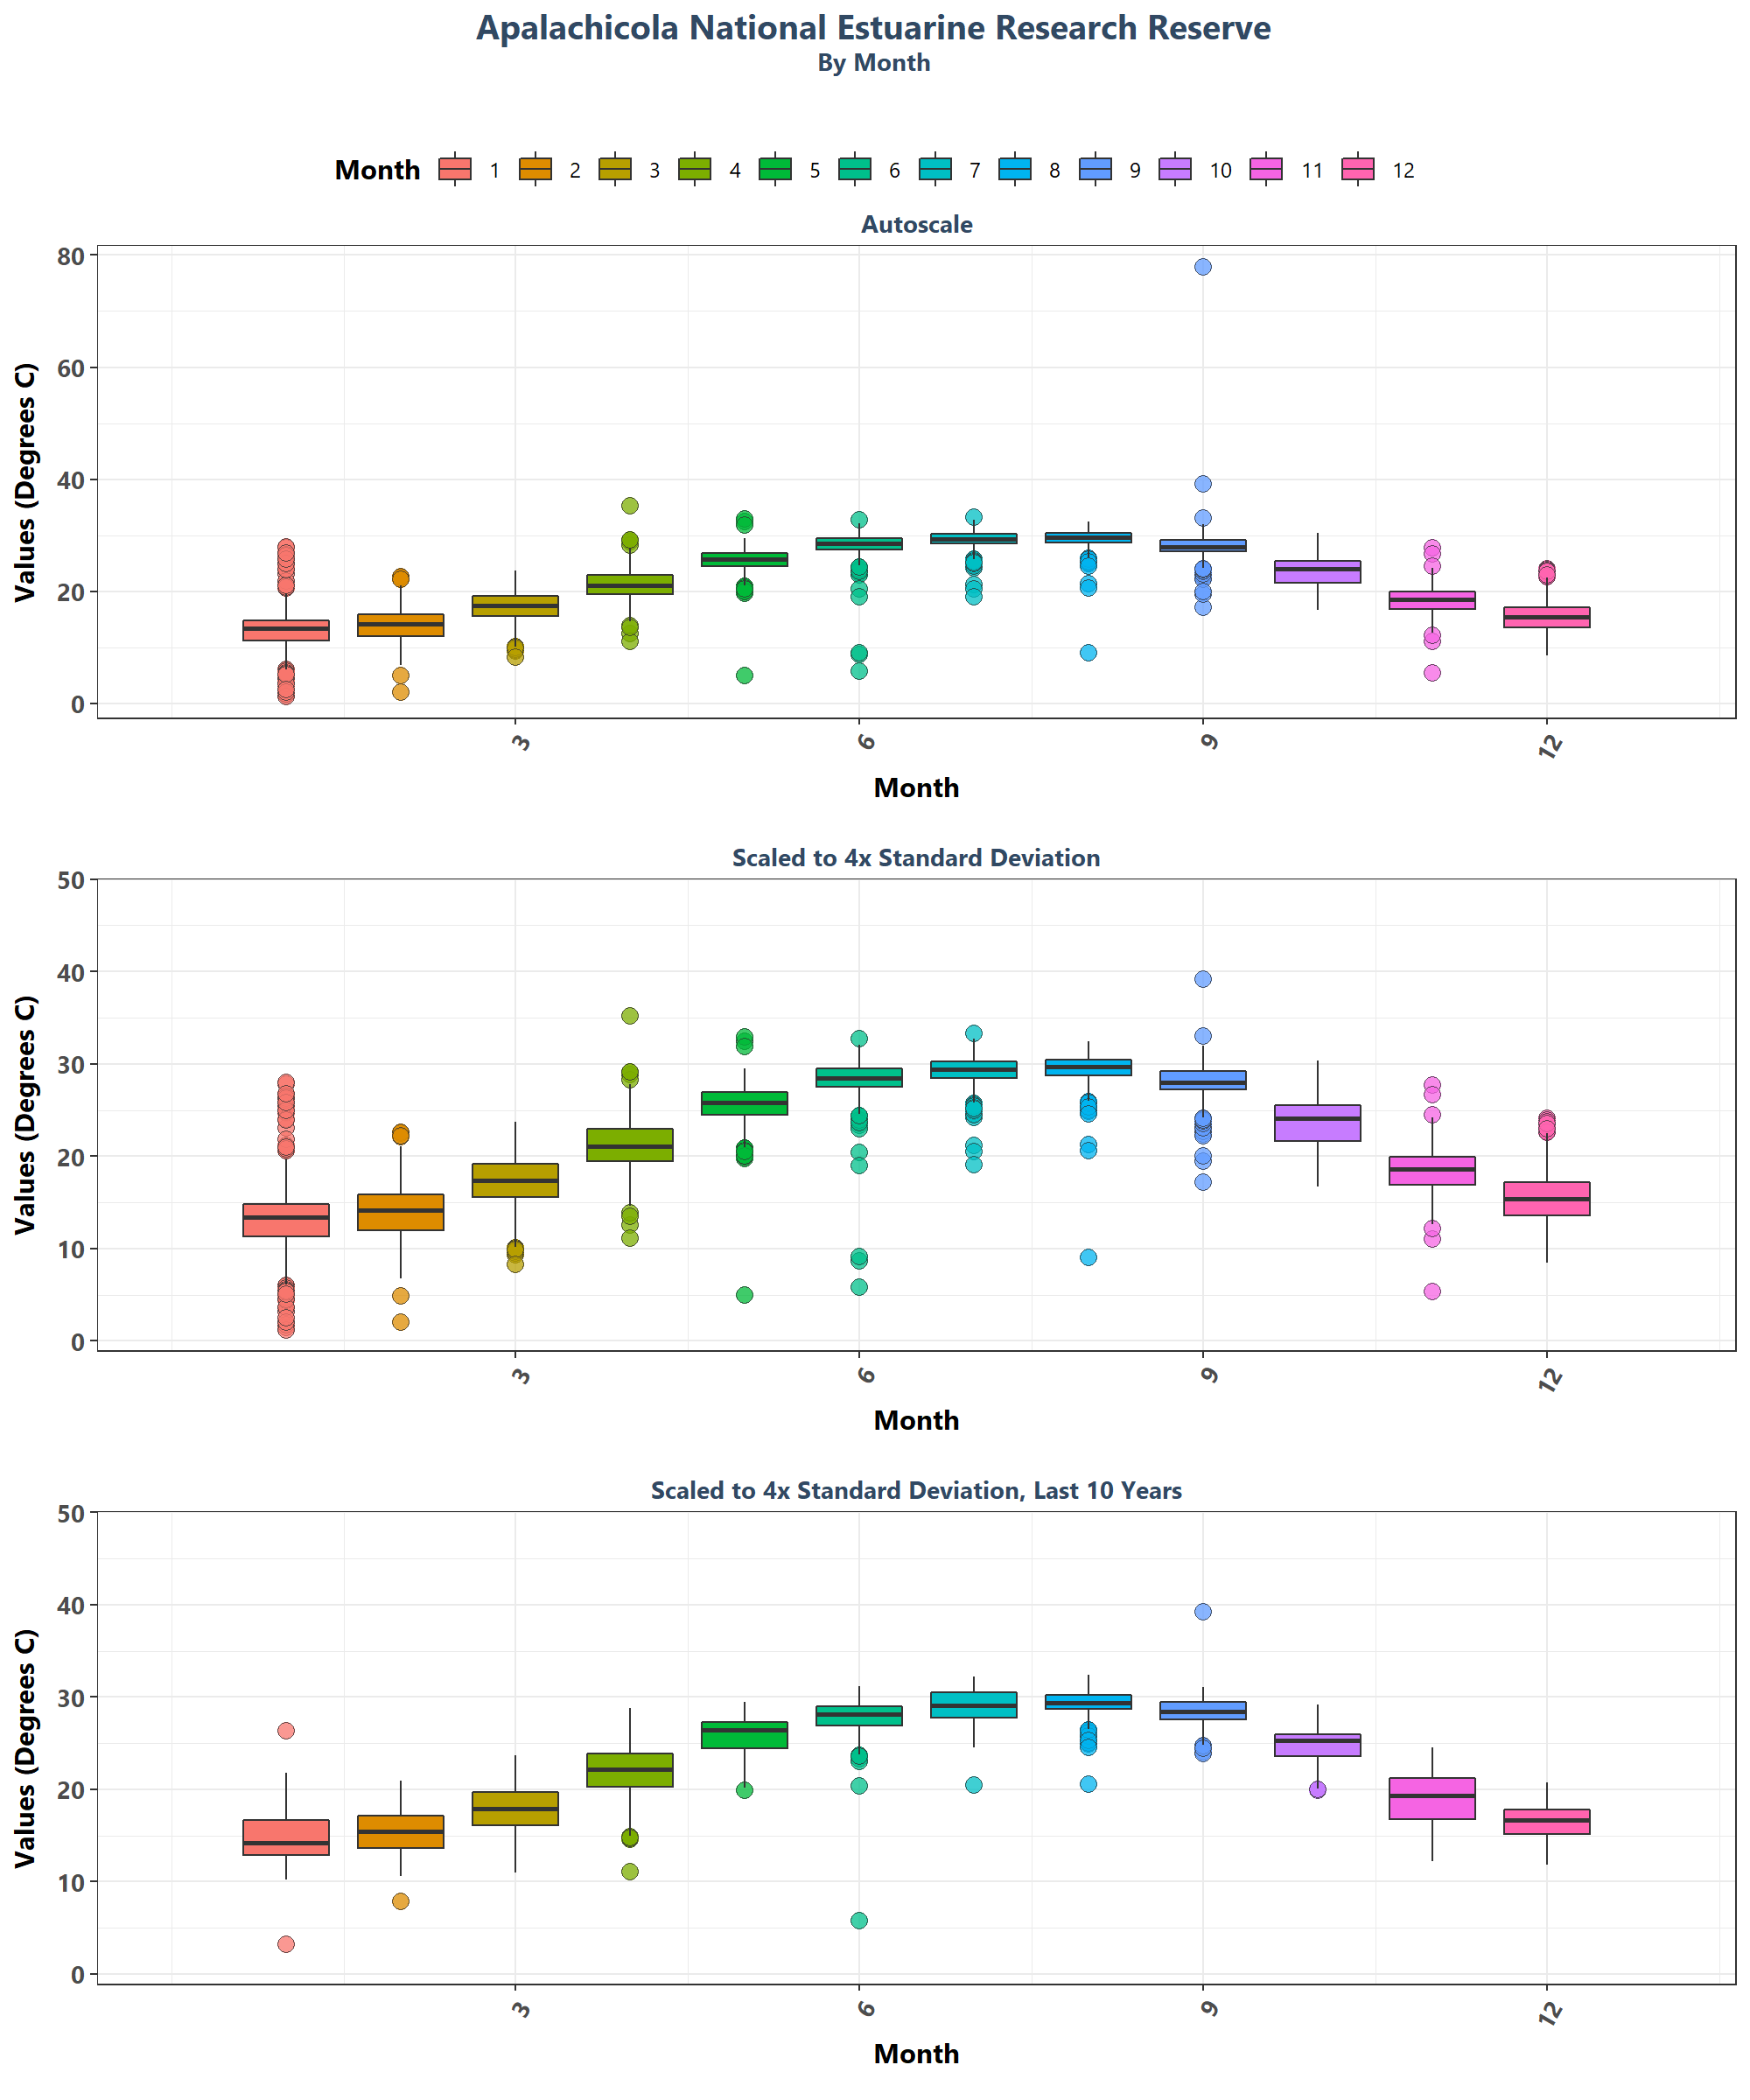 Apalachicola National Estuarine Research Reserve
By Month
Month 1 2 3 4 5 6 7 8 9 10 11 12
Autoscale
Values (Degrees C)
80
60
40
20
0
3 6 9 12
Month
Scaled to 4x Standard Deviation
Values (Degrees C)
50
40
30
20
10
0
3 6 9 12
Month
Scaled to 4x Standard Deviation, Last 10 Years
Values (Degrees C)
50
40
30
20
10
0
3 6 9 12
Month